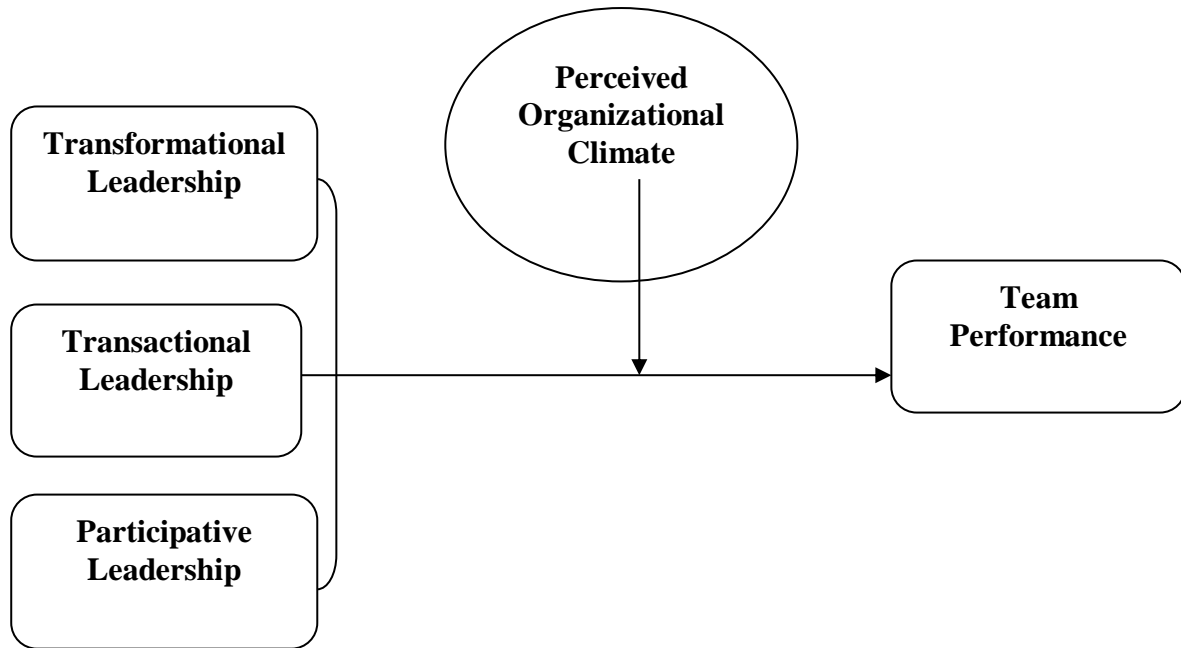 Perceived
Organizational
Climate
Transformational
Leadership
Transactional
Leadership
Team
Performance
Participative
Leadership